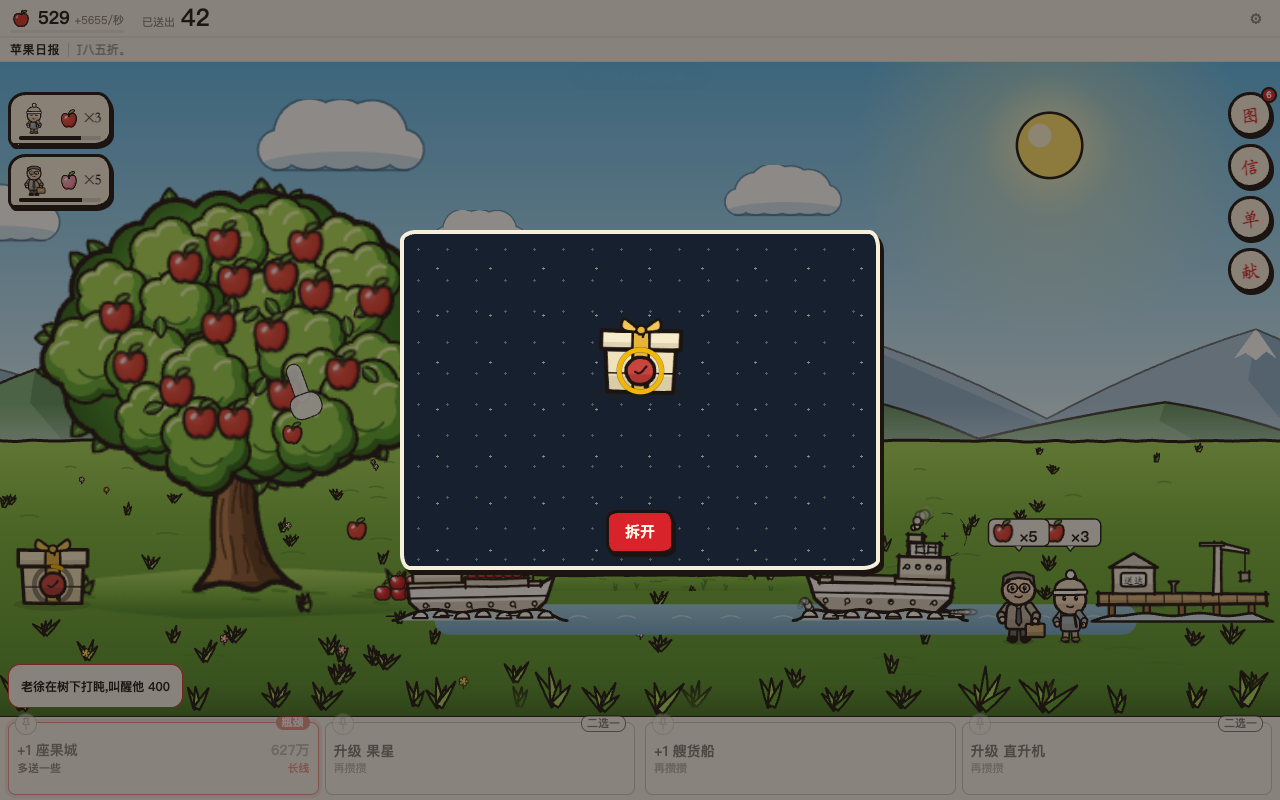 529 +5655/秒 已送出 42
苹果日报 八五折。
×3
×5
6
图
信
单
献
拆开
×5
×3
送达
老徐在树下打盹,叫醒他 400
瓶颈
+1 座果城 627万
多送一些 长线
二选一
升级 果星
再攒攒
+1 艘货船
再攒攒
二选一
升级 直升机
再攒攒